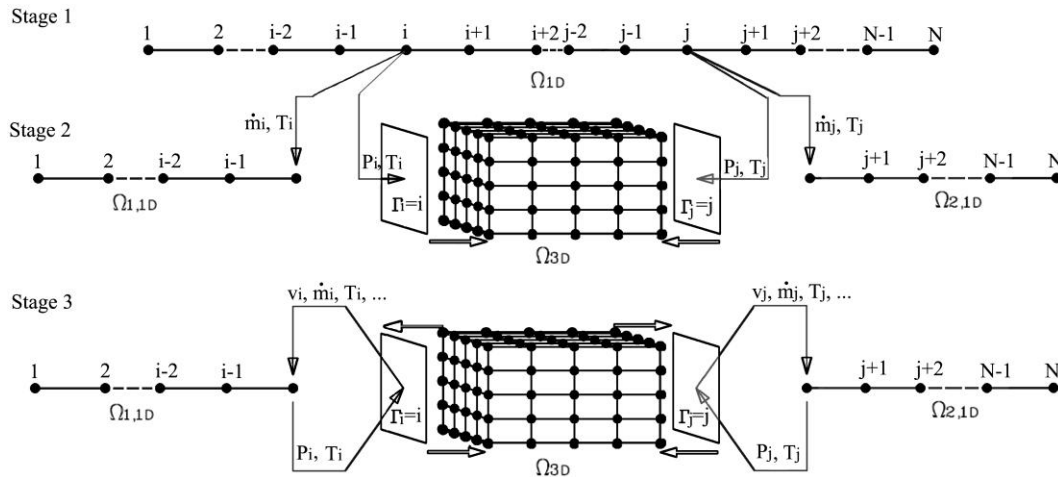 Stage 1
1 2 i-2 i-1 i i+1 i+2 j-2 j-1 j j+1 j+2 N-1 N
Ω1D
Stage 2
ṁi, Ti
ṁj, Tj
1 2 i-2 i-1
Pi, Ti
Pj, Tj
j+1 j+2 N-1 N
Ω1,1D
Γi=i
Γj=j
Ω2,1D
Ω3D
Stage 3
vi, ṁi, Ti, ...
vj, ṁj, Tj, ...
1 2 i-2 i-1
j+1 j+2 N-1 N
Ω1,1D
Γi=i
Γj=j
Ω2,1D
Pi, Ti
Pj, Tj
Ω3D